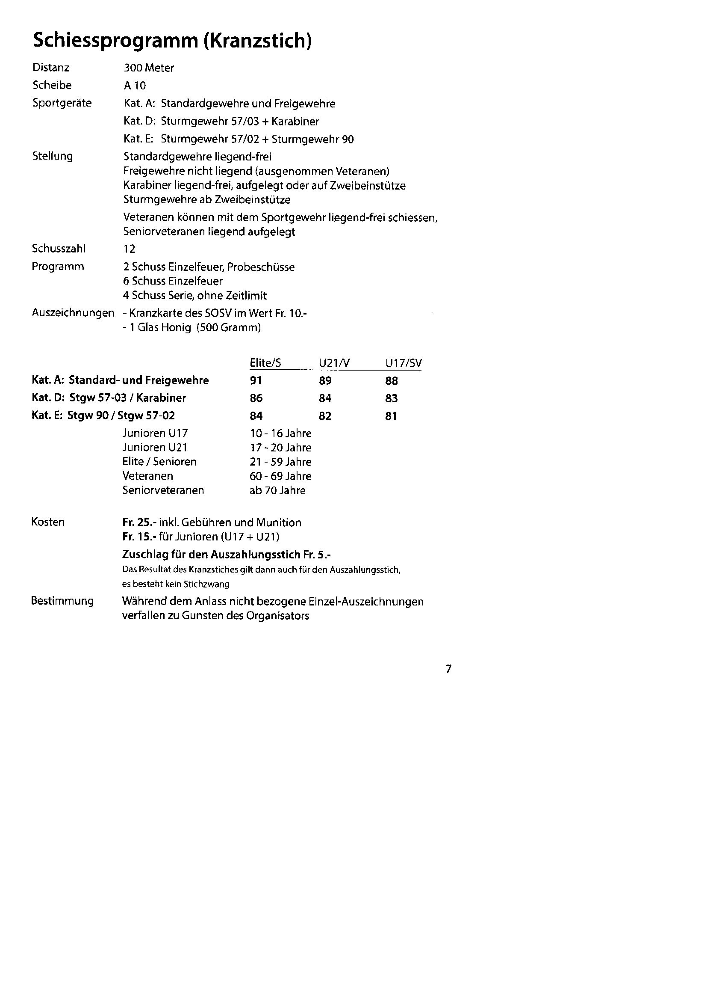 Schiessprogramm (Kranzstich)
Distanz 300 Meter
Scheibe A 10
Sportgeräte Kat. A: Standardgewehre und Freigewehre
Kat. D: Sturmgewehr 57/03 + Karabiner
Kat. E: Sturmgewehr 57/02 + Sturmgewehr 90
Stellung Standardgewehre liegend-frei
Freigewehre nicht liegend (ausgenommen Veteranen)
Karabiner liegend-frei, aufgelegt oder auf Zweibeinstütze
Sturmgewehre ab Zweibeinstütze
Veteranen können mit dem Sportgewehr liegend-frei schiessen,
Seniorveteranen liegend aufgelegt
Schusszahl 12
Programm 2 Schuss Einzelfeuer, Probeschüsse
6 Schuss Einzelfeuer
4 Schuss Serie, ohne Zeitlimit
Auszeichnungen - Kranzkarte des SOSV im Wert Fr. 10.-
- 1 Glas Honig (500 Gramm)
Elite/S U21/V U17/SV
Kat. A: Standard- und Freigewehre 91 89 88
Kat. D: Stgw 57-03 / Karabiner 86 84 83
Kat. E: Stgw 90 / Stgw 57-02 84 82 81
Junioren U17 10 - 16 Jahre
Junioren U21 17 - 20 Jahre
Elite / Senioren 21 - 59 Jahre
Veteranen 60 - 69 Jahre
Seniorveteranen ab 70 Jahre
Kosten Fr. 25.- inkl. Gebühren und Munition
Fr. 15.- für Junioren (U17 + U21)
Zuschlag für den Auszahlungsstich Fr. 5.-
Das Resultat des Kranzstiches gilt dann auch für den Auszahlungsstich,
es besteht kein Stichzwang
Bestimmung Während dem Anlass nicht bezogene Einzel-Auszeichnungen
verfallen zu Gunsten des Organisators
7